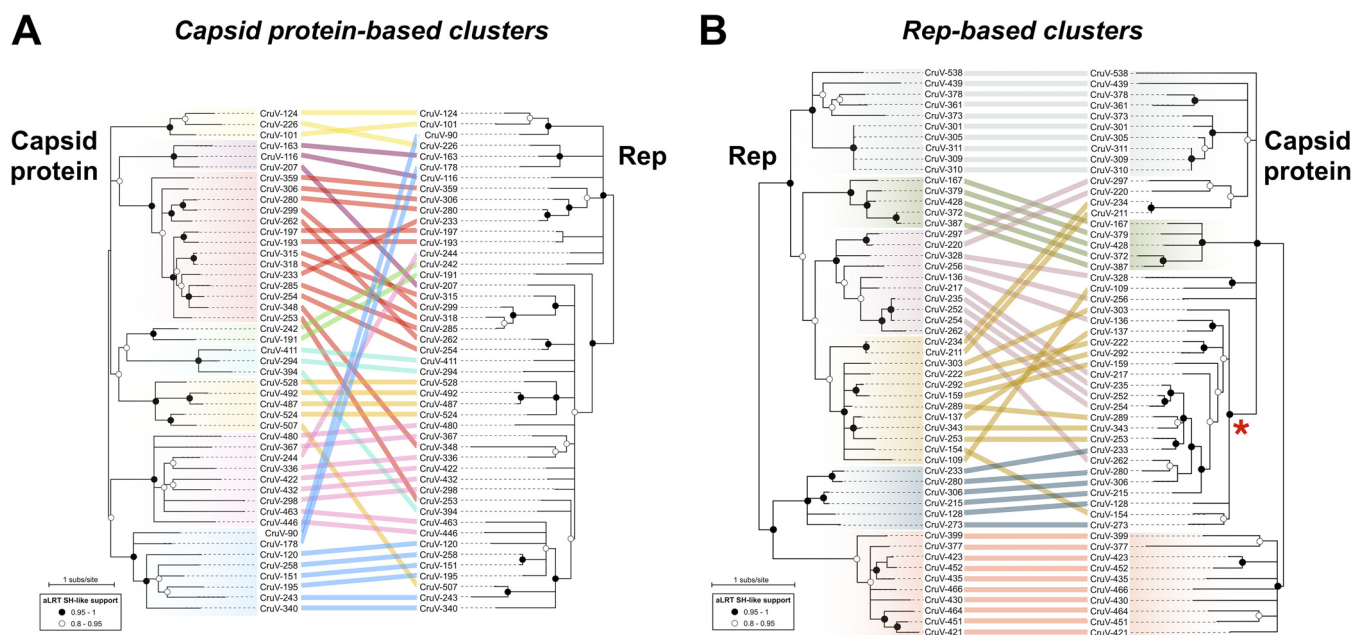 A
Capsid protein-based clusters
Capsid
protein
CruV-124
CruV-226
CruV-101
CruV-163
CruV-116
CruV-207
CruV-359
CruV-306
CruV-280
CruV-299
CruV-262
CruV-197
CruV-193
CruV-315
CruV-318
CruV-233
CruV-285
CruV-254
CruV-348
CruV-253
CruV-242
CruV-191
CruV-411
CruV-294
CruV-394
CruV-528
CruV-492
CruV-487
CruV-524
CruV-507
CruV-480
CruV-367
CruV-244
CruV-336
CruV-422
CruV-432
CruV-298
CruV-463
CruV-446
CruV-90
CruV-178
CruV-120
CruV-258
CruV-151
CruV-195
CruV-243
CruV-340
CruV-124
CruV-101
CruV-90
CruV-226
CruV-163
CruV-178
CruV-116
CruV-359
CruV-306
CruV-280
CruV-233
CruV-197
CruV-193
CruV-244
CruV-242
CruV-191
CruV-207
CruV-315
CruV-299
CruV-318
CruV-285
CruV-262
CruV-254
CruV-411
CruV-294
CruV-528
CruV-492
CruV-487
CruV-524
CruV-480
CruV-367
CruV-348
CruV-336
CruV-422
CruV-432
CruV-298
CruV-253
CruV-394
CruV-463
CruV-446
CruV-120
CruV-258
CruV-151
CruV-195
CruV-507
CruV-243
CruV-340
Rep
1 subs/site
aLRT SH-like support
0.95 - 1
0.8 - 0.95
B
Rep-based clusters
Rep
CruV-538
CruV-439
CruV-378
CruV-361
CruV-373
CruV-301
CruV-305
CruV-311
CruV-309
CruV-310
CruV-167
CruV-379
CruV-428
CruV-372
CruV-387
CruV-297
CruV-220
CruV-328
CruV-256
CruV-136
CruV-217
CruV-235
CruV-252
CruV-254
CruV-262
CruV-234
CruV-211
CruV-303
CruV-222
CruV-292
CruV-159
CruV-289
CruV-137
CruV-343
CruV-253
CruV-154
CruV-109
CruV-233
CruV-280
CruV-306
CruV-215
CruV-128
CruV-273
CruV-399
CruV-377
CruV-423
CruV-452
CruV-435
CruV-466
CruV-430
CruV-464
CruV-451
CruV-421
CruV-538
CruV-439
CruV-378
CruV-361
CruV-373
CruV-301
CruV-305
CruV-311
CruV-309
CruV-310
CruV-297
CruV-220
CruV-234
CruV-211
CruV-167
CruV-379
CruV-428
CruV-372
CruV-387
CruV-328
CruV-109
CruV-256
CruV-303
CruV-136
CruV-137
CruV-222
CruV-292
CruV-159
CruV-217
CruV-235
CruV-252
CruV-254
CruV-289
CruV-343
CruV-253
CruV-233
CruV-262
CruV-280
CruV-306
CruV-215
CruV-128
CruV-154
CruV-273
CruV-399
CruV-377
CruV-423
CruV-452
CruV-435
CruV-466
CruV-430
CruV-464
CruV-451
CruV-421
Capsid
protein
*
1 subs/site
aLRT SH-like support
0.95 - 1
0.8 - 0.95